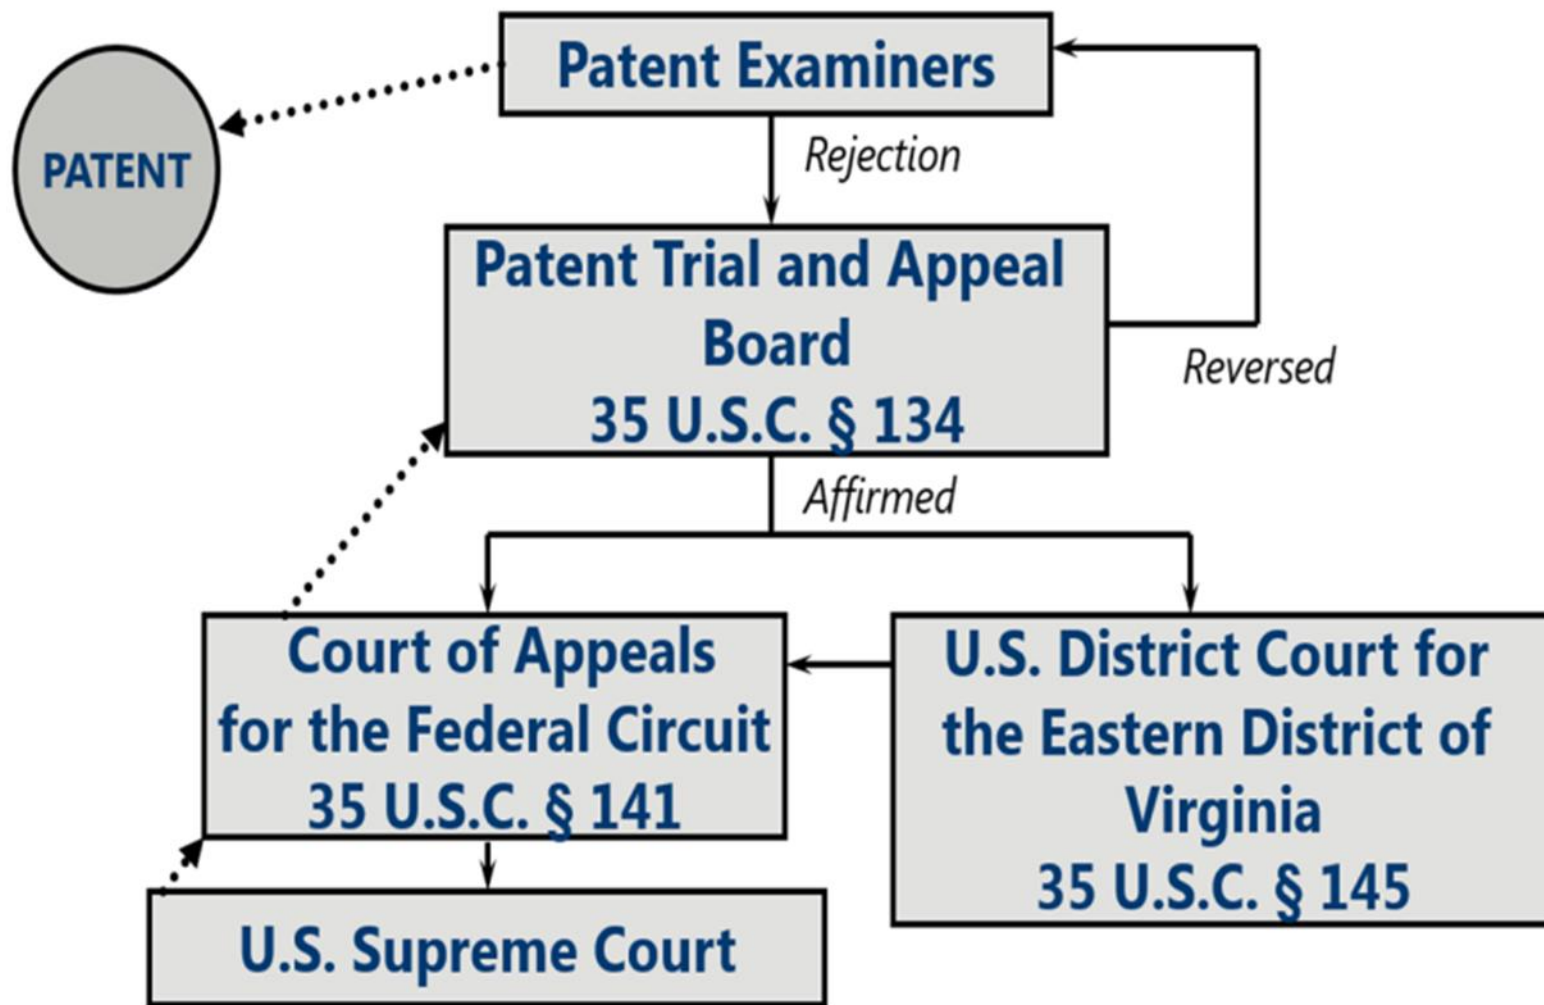 Patent Examiners
PATENT
Rejection
Patent Trial and Appeal
Board
35 U.S.C. § 134
Reversed
Affirmed
Court of Appeals
for the Federal Circuit
35 U.S.C. § 141
U.S. District Court for
the Eastern District of
Virginia
35 U.S.C. § 145
U.S. Supreme Court